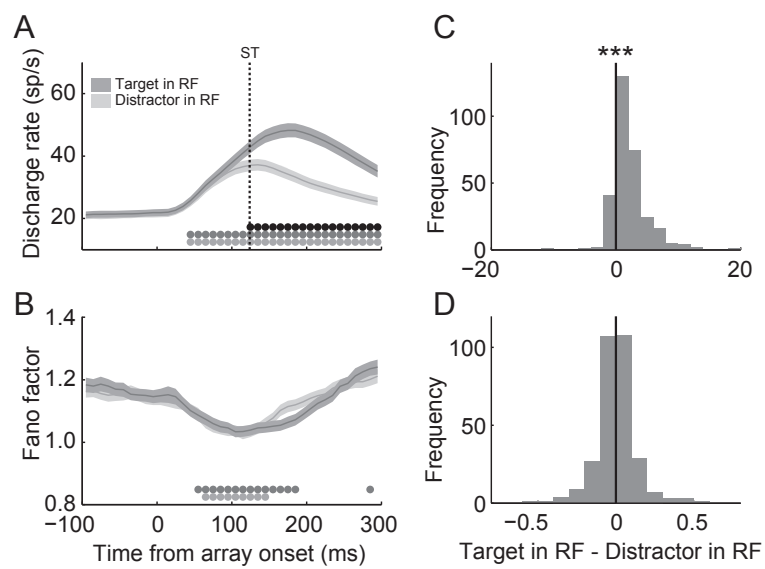 A
ST
Discharge rate (sp/s)
60
40
20
Target in RF
Distractor in RF
B
Fano factor
1.4
1.2
1.0
0.8
−100
0
100
200
300
Time from array onset (ms)
C
***
Frequency
100
50
0
−20
0
20
D
Frequency
100
50
0
−0.5
0
0.5
Target in RF - Distractor in RF